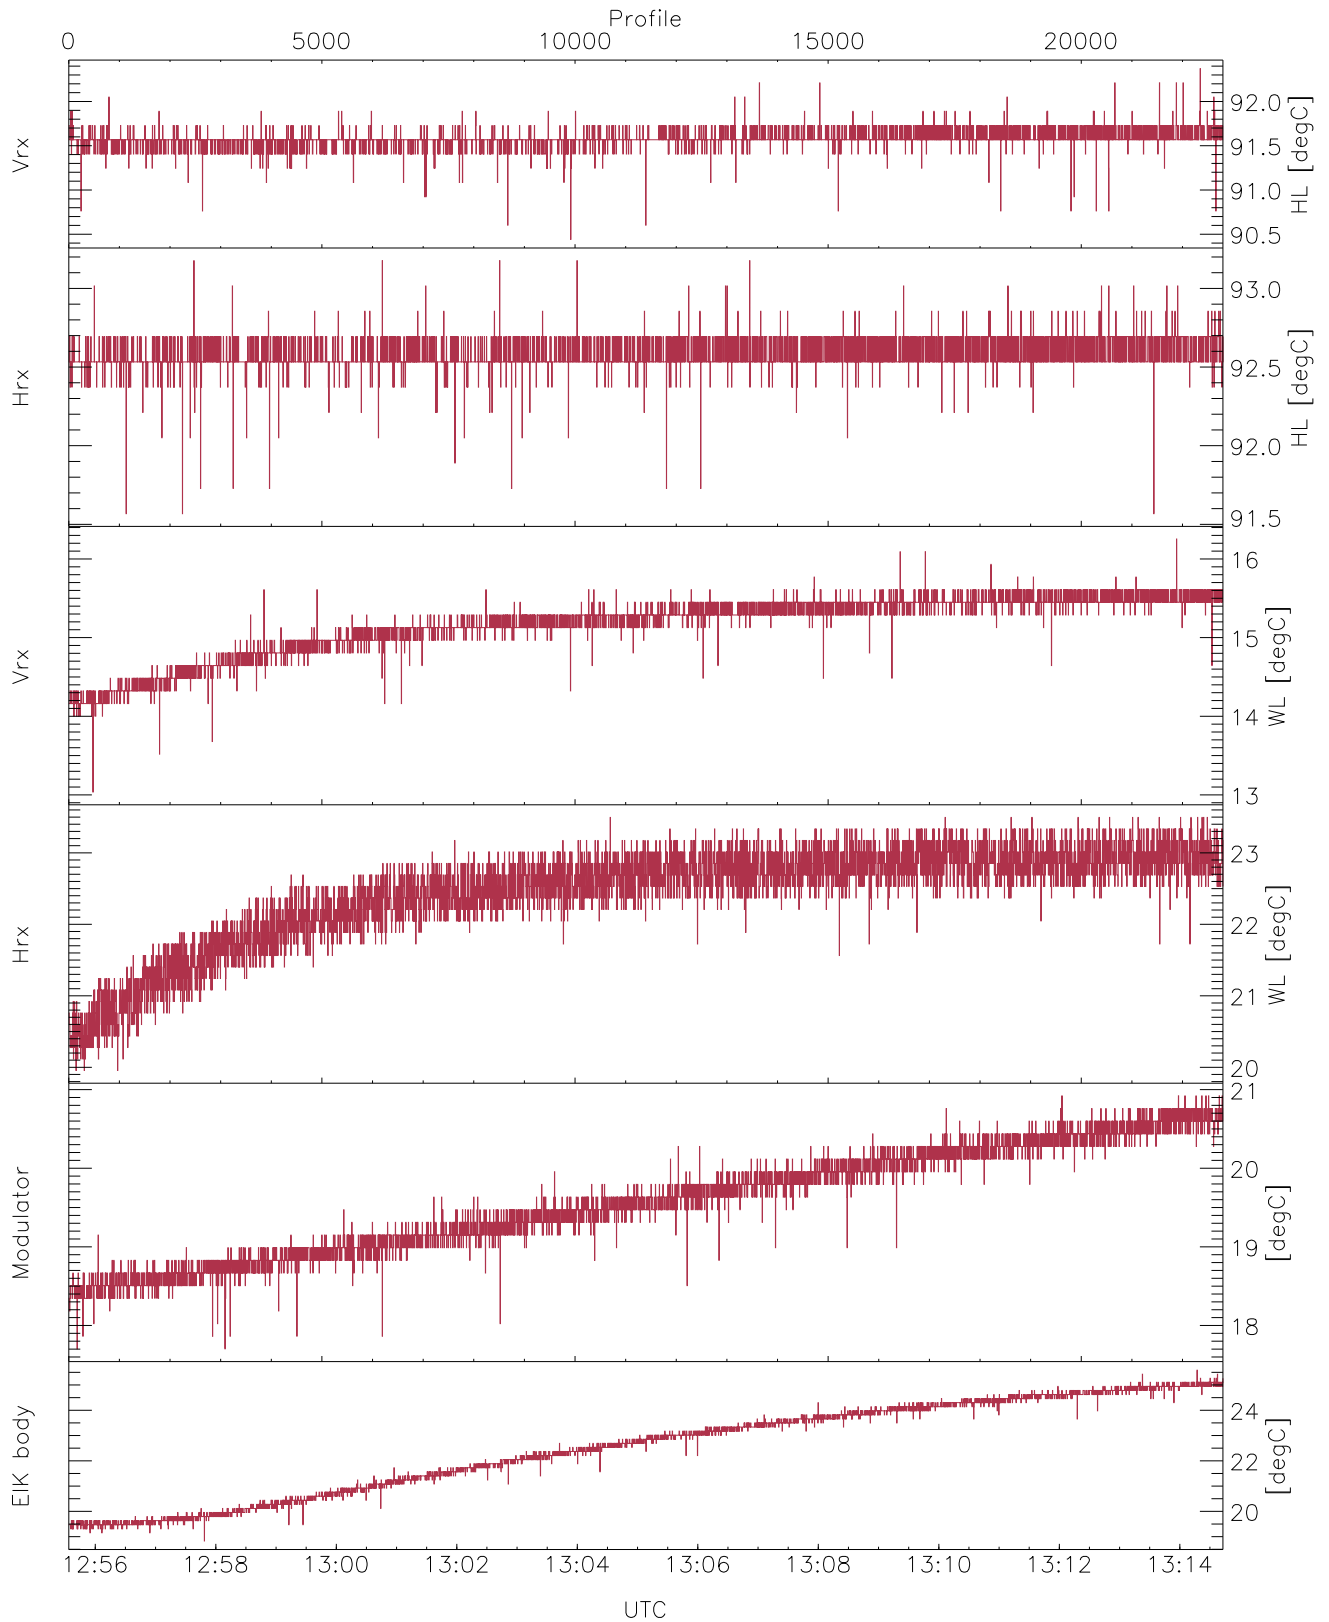 Profile
0 5000 10000 15000 20000
Vrx
92.0
91.5
91.0
90.5
HL [degC]
Hrx
93.0
92.5
92.0
91.5
HL [degC]
Vrx
16
15
14
13
WL [degC]
Hrx
23
22
21
20
WL [degC]
Modulator
21
20
19
18
[degC]
EIK body
24
22
20
[degC]
12:56 12:58 13:00 13:02 13:04 13:06 13:08 13:10 13:12 13:14
UTC